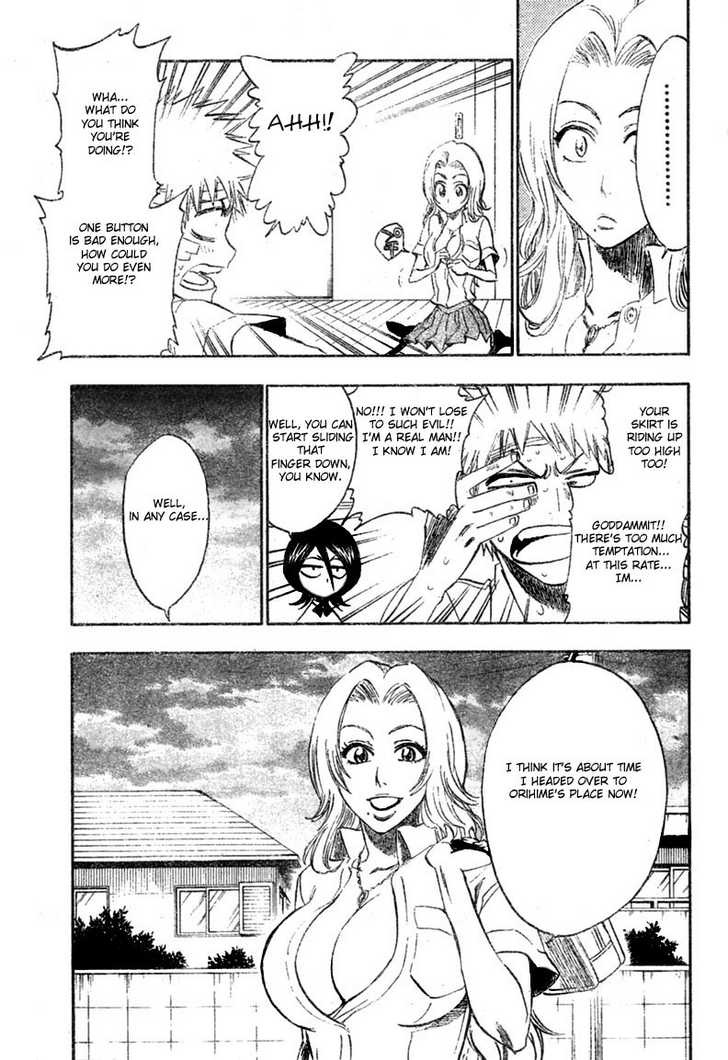 ..........
AHH!!
WHA...
WHAT DO
YOU THINK
YOU'RE
DOING!?
ONE BUTTON
IS BAD ENOUGH,
HOW COULD
YOU DO EVEN
MORE!?
YOUR
SKIRT IS
RIDING UP
TOO HIGH
TOO!
GODDAMMIT!!
THERE'S TOO MUCH
TEMPTATION...
AT THIS RATE...
IM...
NO!!! I WON'T LOSE
TO SUCH EVIL!!
I'M A REAL MAN!!
I KNOW I AM!
WELL, YOU CAN
START SLIDING
THAT
FINGER DOWN,
YOU KNOW.
WELL,
IN ANY CASE...
I THINK IT'S ABOUT TIME
I HEADED OVER TO
ORIHIME'S PLACE NOW!